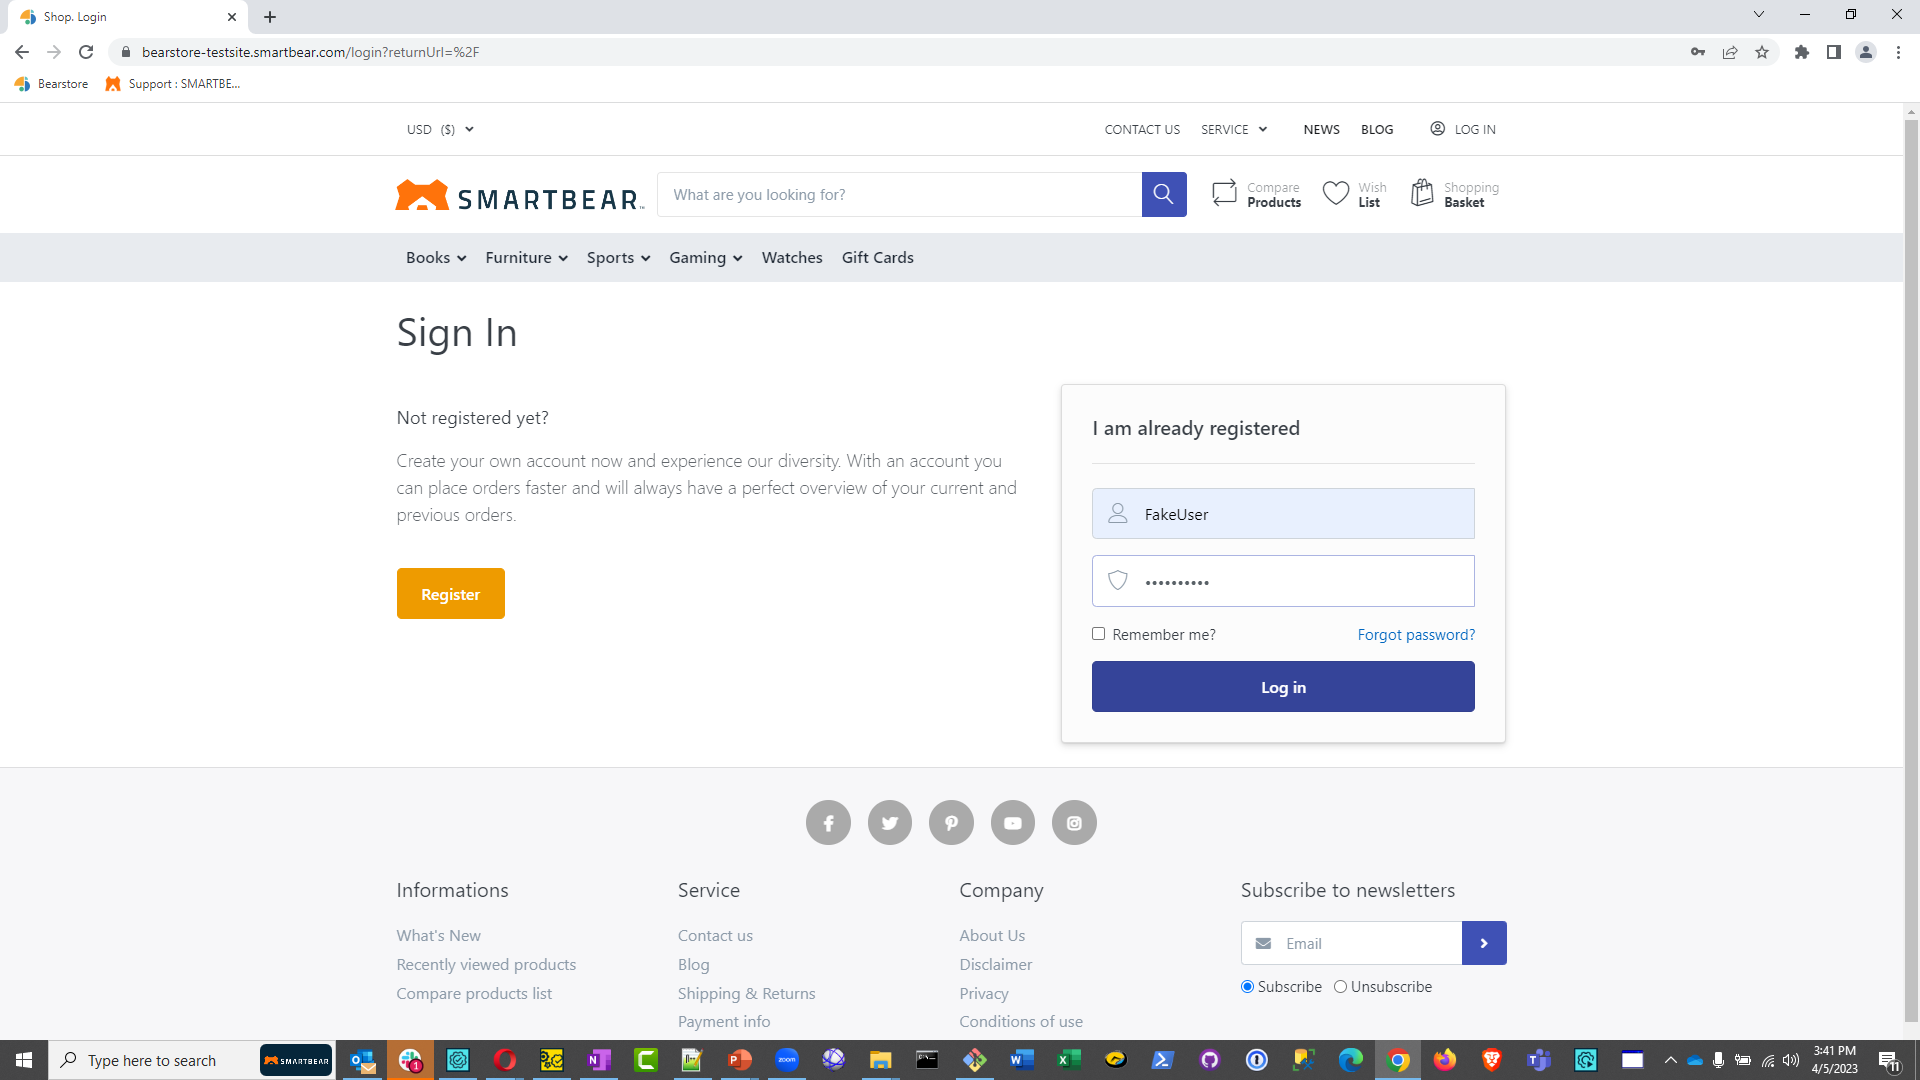 Shop. Login
bearstore-testsite.smartbear.com/login?returnUrl=%2F
Bearstore
Support : SMARTBE...
USD ($)
CONTACT US SERVICE NEWS BLOG LOG IN
SMARTBEAR
What are you looking for?
Compare
Products
Wish
List
Shopping
Basket
Books Furniture Sports Gaming Watches Gift Cards
Sign In
Not registered yet?
Create your own account now and experience our diversity. With an account you
can place orders faster and will always have a perfect overview of your current and
previous orders.
Register
I am already registered
FakeUser
••••••••••
Remember me? Forgot password?
Log in
Informations
What's New
Recently viewed products
Compare products list
Service
Contact us
Blog
Shipping & Returns
Payment info
Company
About Us
Disclaimer
Privacy
Conditions of use
Subscribe to newsletters
Email
Subscribe Unsubscribe
Type here to search
SMARTBEAR
1
zoom
3:41 PM
4/5/2023
11